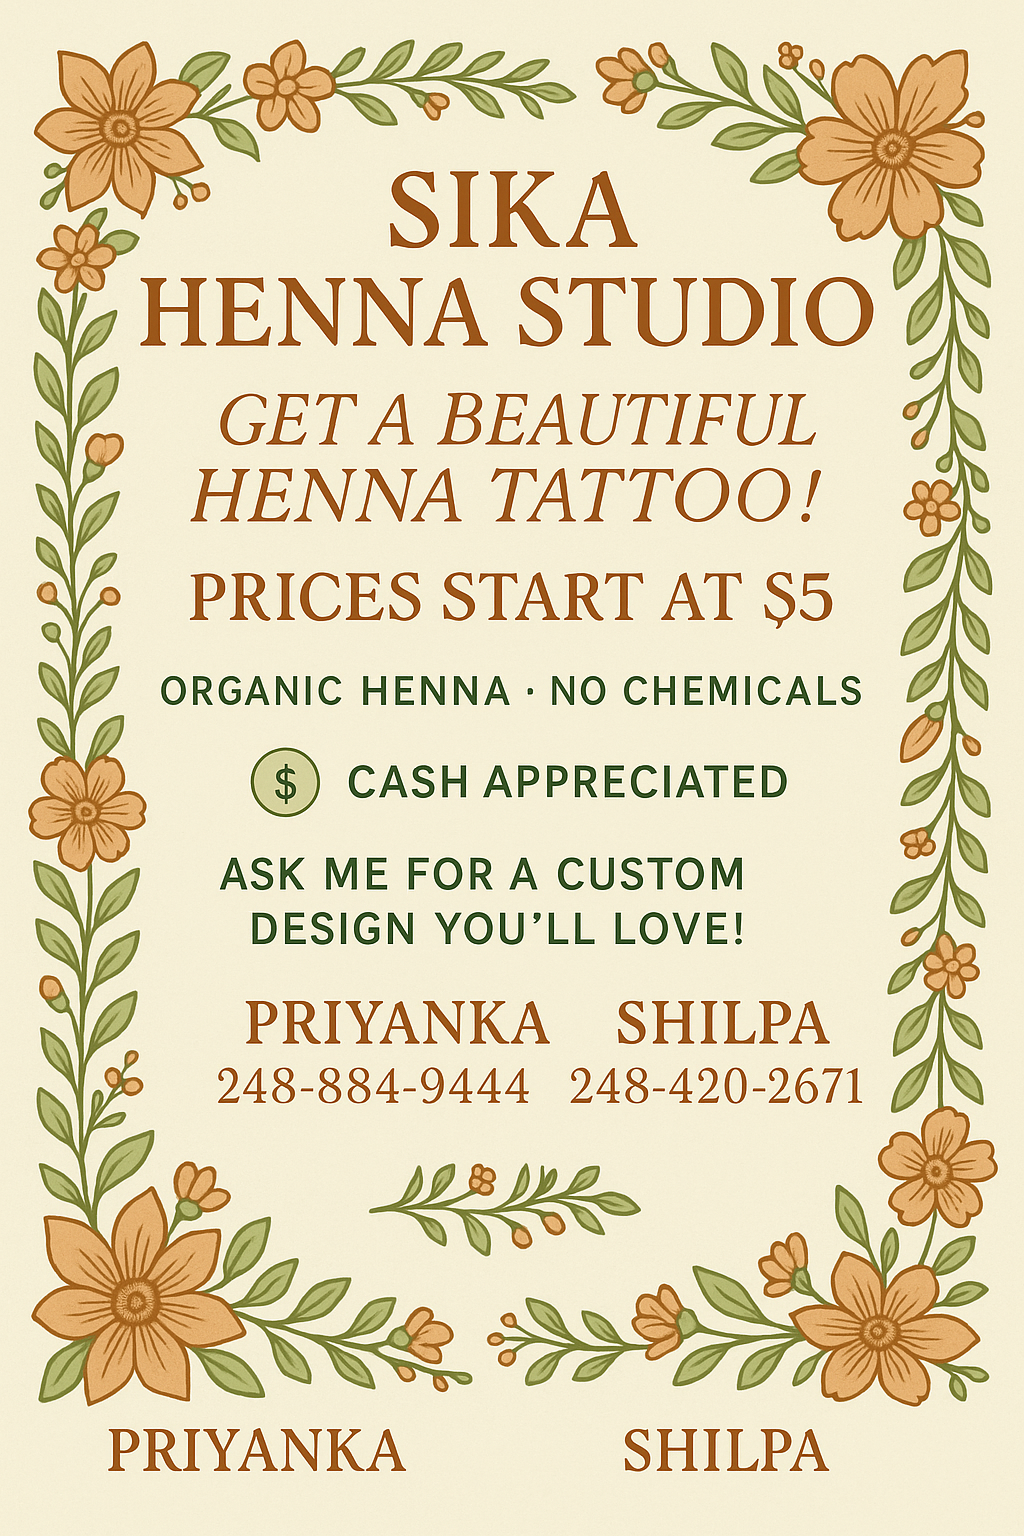 SIKA
HENNA STUDIO
GET A BEAUTIFUL
HENNA TATTOO!
PRICES START AT $5
ORGANIC HENNA · NO CHEMICALS
$ CASH APPRECIATED
ASK ME FOR A CUSTOM
DESIGN YOU'LL LOVE!
PRIYANKA SHILPA
248-884-9444 248-420-2671
PRIYANKA SHILPA